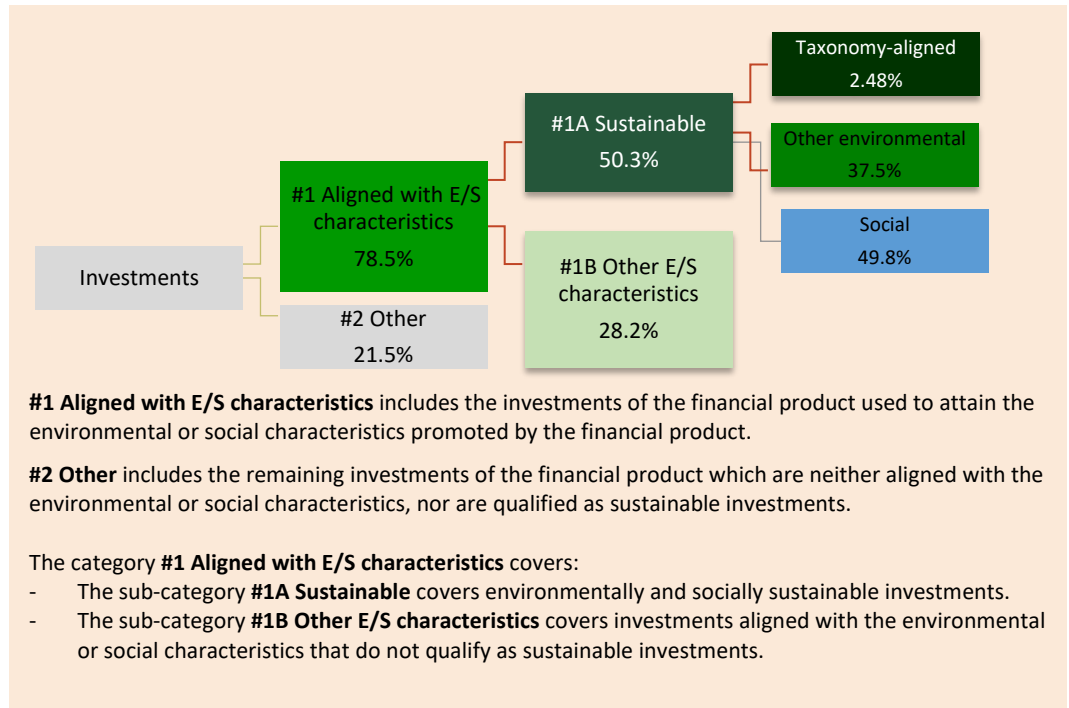 Taxonomy-aligned
2.48%
#1A Sustainable
50.3%
Other environmental
37.5%
#1 Aligned with E/S
characteristics
78.5%
Social
49.8%
Investments
#1B Other E/S
characteristics
28.2%
#2 Other
21.5%
#1 Aligned with E/S characteristics includes the investments of the financial product used to attain the
environmental or social characteristics promoted by the financial product.
#2 Other includes the remaining investments of the financial product which are neither aligned with the
environmental or social characteristics, nor are qualified as sustainable investments.
The category #1 Aligned with E/S characteristics covers:
- The sub-category #1A Sustainable covers environmentally and socially sustainable investments.
- The sub-category #1B Other E/S characteristics covers investments aligned with the environmental
or social characteristics that do not qualify as sustainable investments.